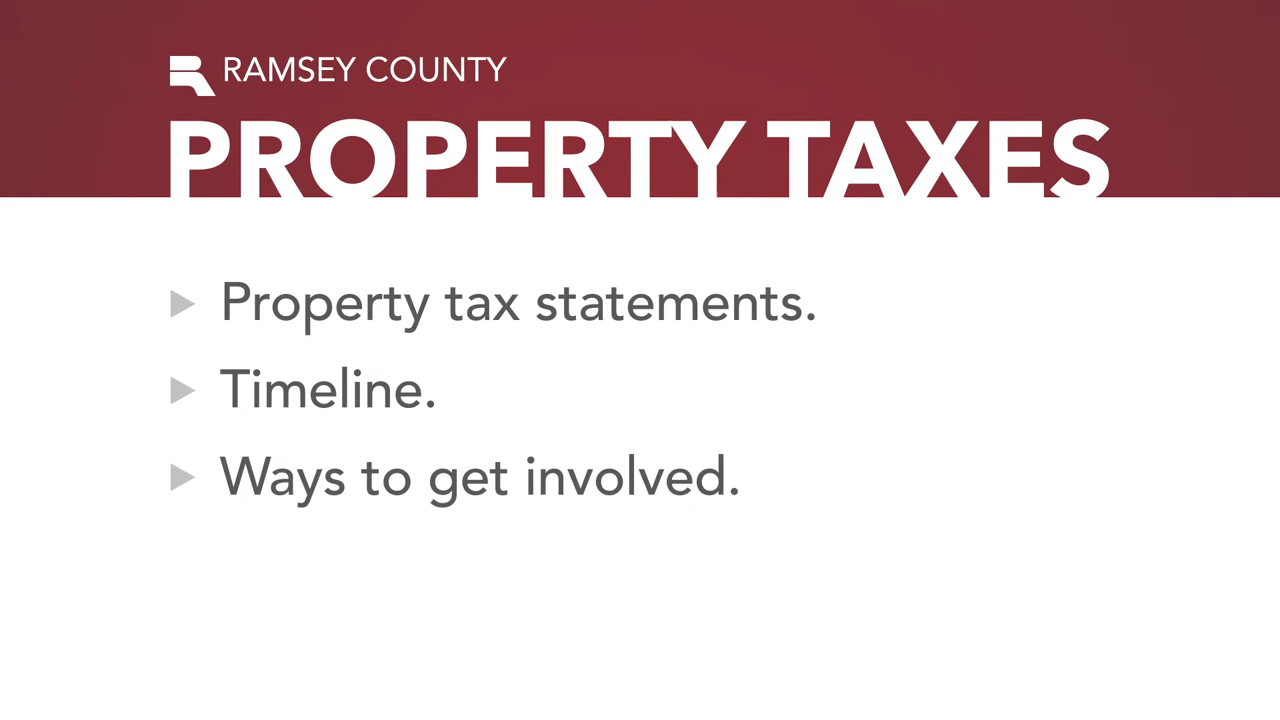 RAMSEY COUNTY
PROPERTY TAXES
Property tax statements.
Timeline.
Ways to get involved.